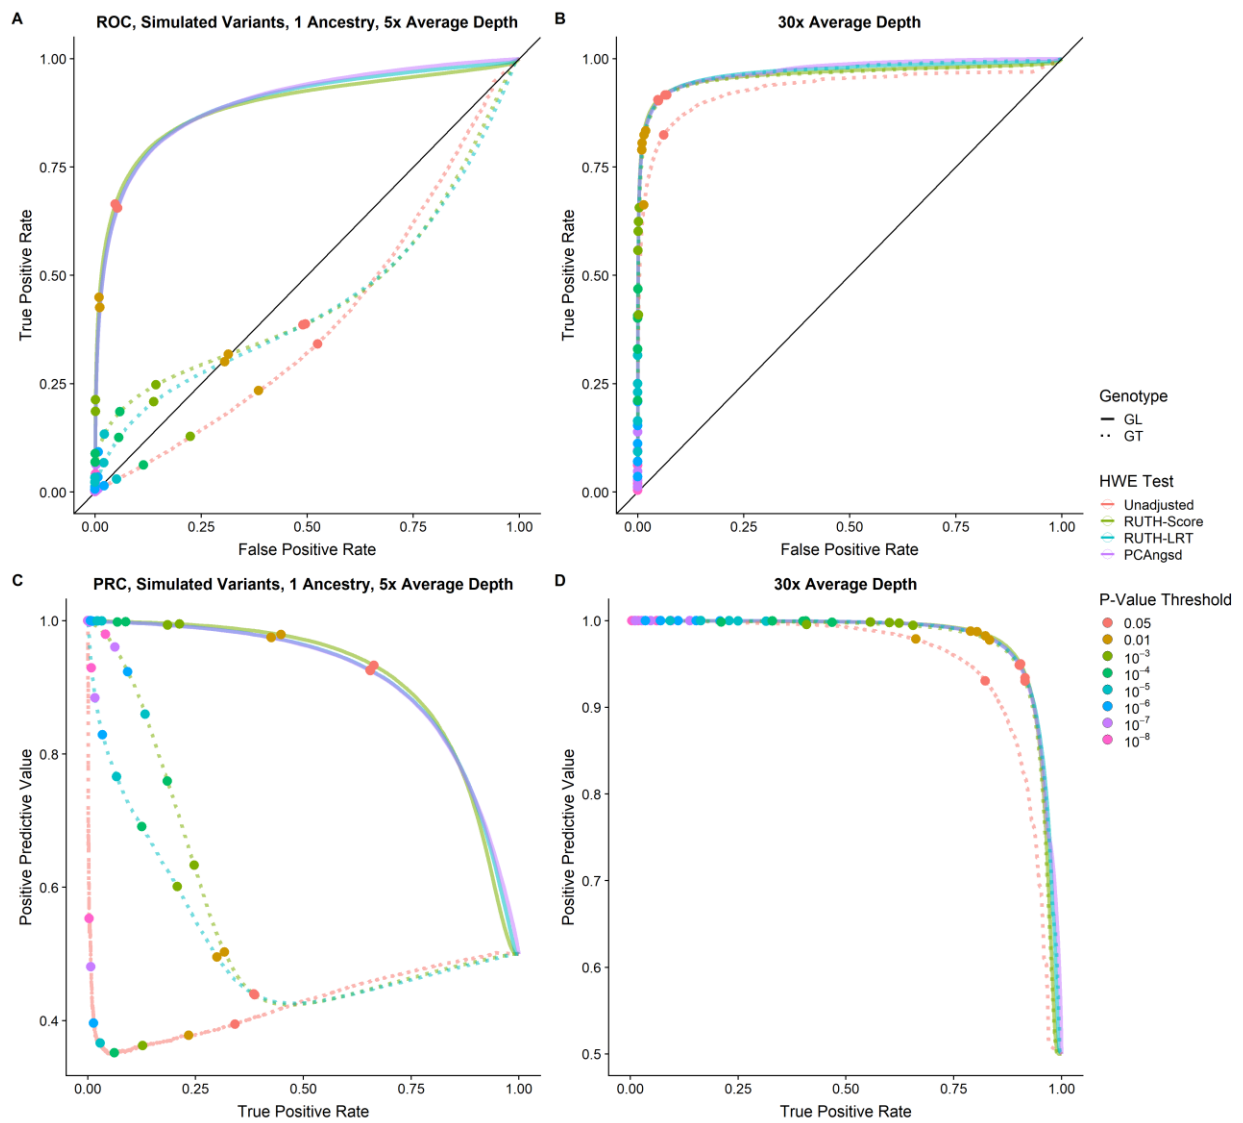 A
ROC, Simulated Variants, 1 Ancestry, 5x Average Depth
1.00
0.75
0.50
0.25
0.00
True Positive Rate
0.00 0.25 0.50 0.75 1.00
False Positive Rate
B
30x Average Depth
1.00
0.75
0.50
0.25
0.00
True Positive Rate
0.00 0.25 0.50 0.75 1.00
False Positive Rate
Genotype
GL
GT
HWE Test
Unadjusted
RUTH-Score
RUTH-LRT
PCAngsd
P-Value Threshold
0.05
0.01
10⁻³
10⁻⁴
10⁻⁵
10⁻⁶
10⁻⁷
10⁻⁸
C
PRC, Simulated Variants, 1 Ancestry, 5x Average Depth
1.0
0.8
0.6
0.4
Positive Predictive Value
0.00 0.25 0.50 0.75 1.00
True Positive Rate
D
30x Average Depth
1.0
0.9
0.8
0.7
0.6
0.5
Positive Predictive Value
0.00 0.25 0.50 0.75 1.00
True Positive Rate